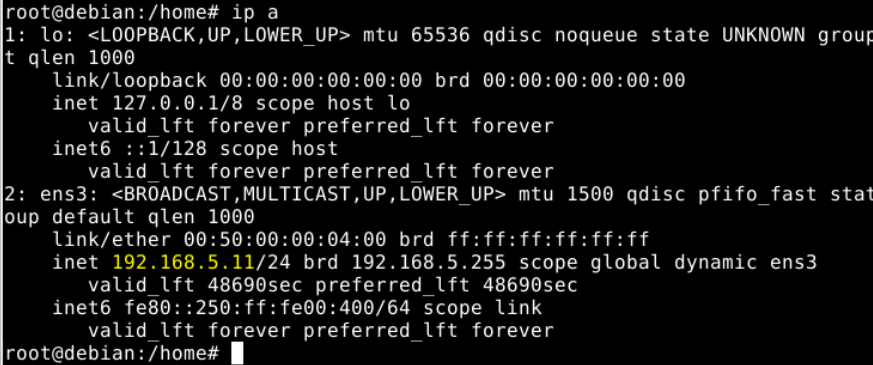 root@debian:/home# ip a
1: lo: <LOOPBACK,UP,LOWER_UP> mtu 65536 qdisc noqueue state UNKNOWN group
t qlen 1000
    link/loopback 00:00:00:00:00:00 brd 00:00:00:00:00:00
    inet 127.0.0.1/8 scope host lo
       valid_lft forever preferred_lft forever
    inet6 ::1/128 scope host
       valid_lft forever preferred_lft forever
2: ens3: <BROADCAST,MULTICAST,UP,LOWER_UP> mtu 1500 qdisc pfifo_fast stat
oup default qlen 1000
    link/ether 00:50:00:00:04:00 brd ff:ff:ff:ff:ff:ff
    inet 192.168.5.11/24 brd 192.168.5.255 scope global dynamic ens3
       valid_lft 48690sec preferred_lft 48690sec
    inet6 fe80::250:ff:fe00:400/64 scope link
       valid_lft forever preferred_lft forever
root@debian:/home#